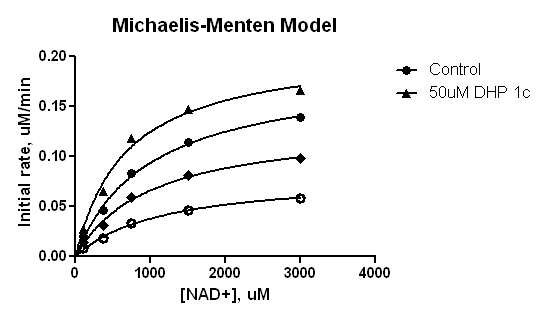 Michaelis-Menten Model
Initial rate, uM/min
0.20
0.15
0.10
0.05
0.00
0
1000
2000
3000
4000
[NAD+], uM
Control
50uM DHP 1c